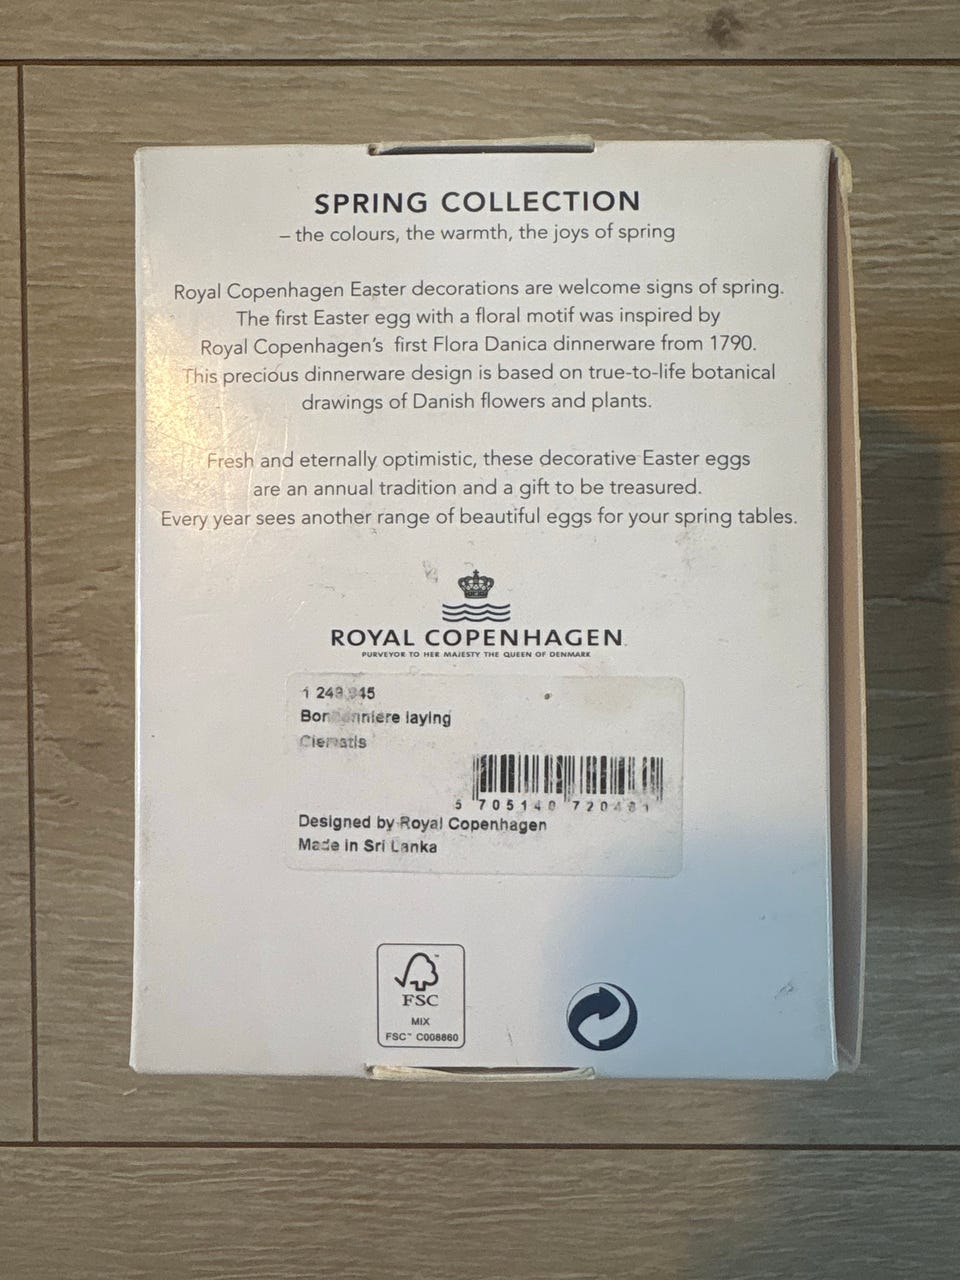 SPRING COLLECTION
– the colours, the warmth, the joys of spring
Royal Copenhagen Easter decorations are welcome signs of spring.
The first Easter egg with a floral motif was inspired by
Royal Copenhagen's first Flora Danica dinnerware from 1790.
This precious dinnerware design is based on true-to-life botanical
drawings of Danish flowers and plants.
Fresh and eternally optimistic, these decorative Easter eggs
are an annual tradition and a gift to be treasured.
Every year sees another range of beautiful eggs for your spring tables.
ROYAL COPENHAGEN
PURVEYOR TO HER MAJESTY THE QUEEN OF DENMARK
1
laying
Clematis
5 705140
Designed by Royal Copenhagen
Made in Sri Lanka
FSC™
MIX
FSC™ C008860